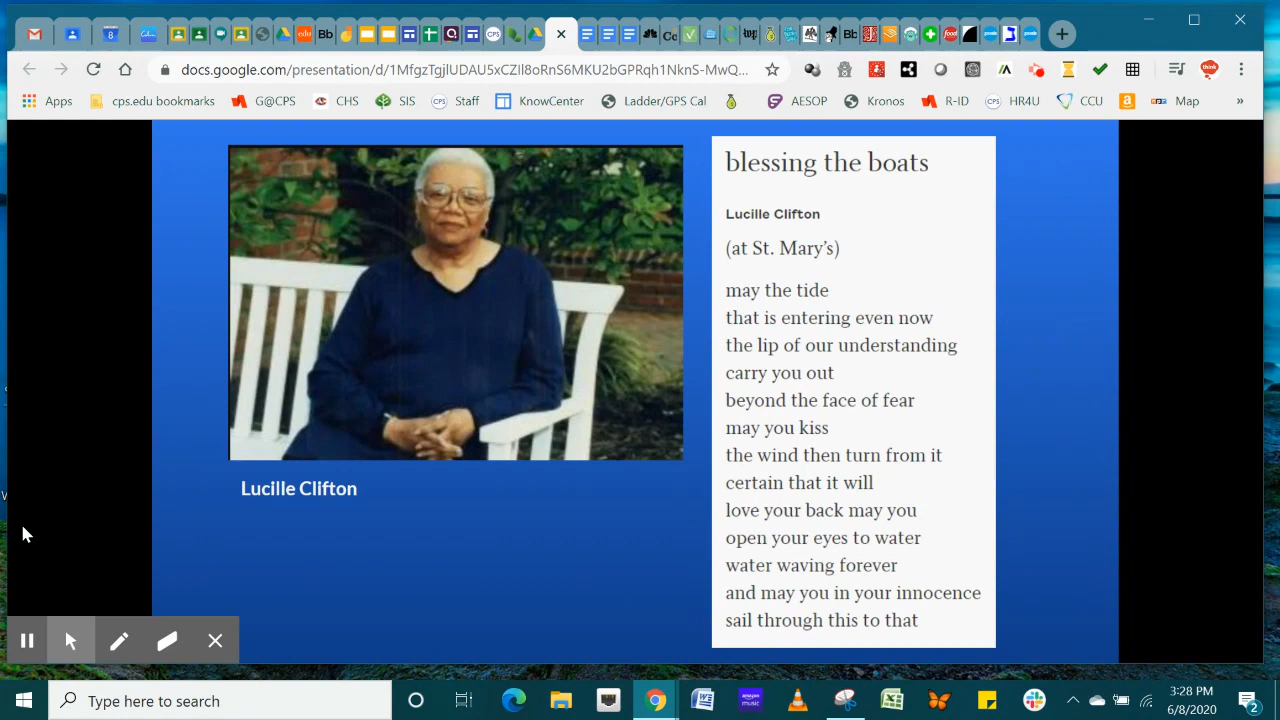 docs.google.com/presentation/d/1MfgzTgjlUDAU5xCZIl8oRnS6MKU2bGPRqh1NknS-MwQ...
Apps cps.edu bookmarks G@CPS CHS SIS Staff KnowCenter Ladder/GPS Cal AESOP Kronos R-ID HR4U CCU Map »
blessing the boats
Lucille Clifton
(at St. Mary's)
may the tide
that is entering even now
the lip of our understanding
carry you out
beyond the face of fear
may you kiss
the wind then turn from it
certain that it will
love your back may you
open your eyes to water
water waving forever
and may you in your innocence
sail through this to that
Lucille Clifton
Type here to search
3:28 PM
6/8/2020
2